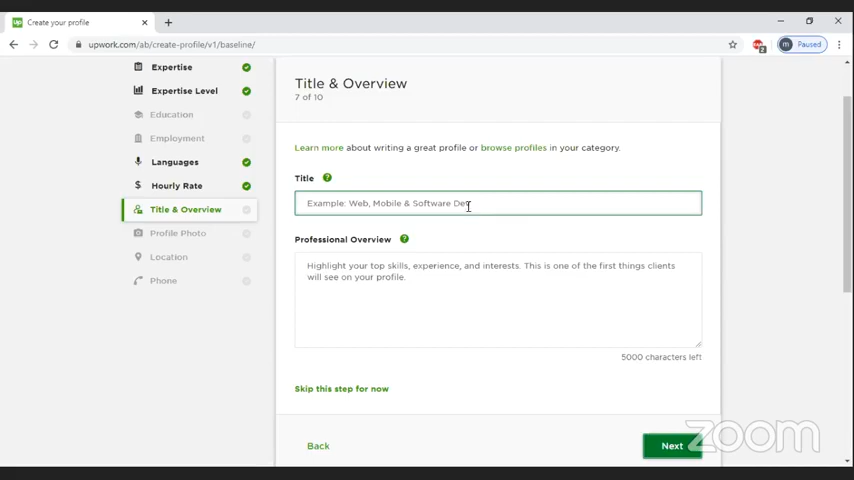 Up Create your profile
upwork.com/ab/create-profile/v1/baseline/
2
m Paused
Expertise
Expertise Level
Education
Employment
Languages
$ Hourly Rate
Title & Overview
Profile Photo
Location
Phone
Title & Overview
7 of 10
Learn more about writing a great profile or browse profiles in your category.
Title ?
Example: Web, Mobile & Software Dev
Professional Overview ?
Highlight your top skills, experience, and interests. This is one of the first things clients
will see on your profile.
5000 characters left
Skip this step for now
Back
Next
zoom